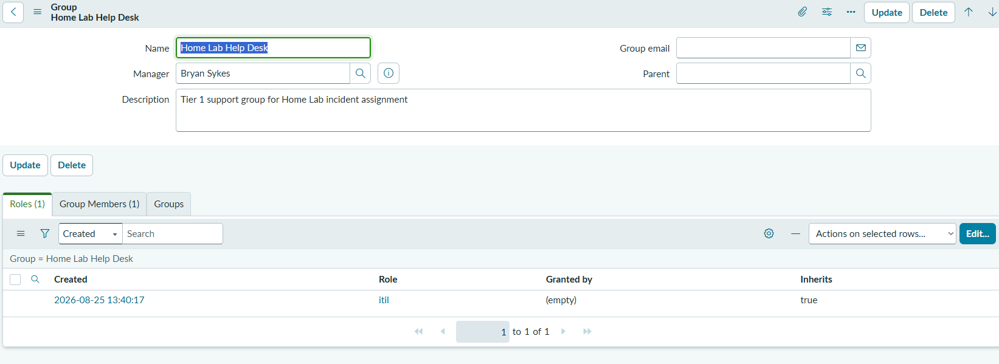 Group
Home Lab Help Desk
Update
Delete
Name
Home Lab Help Desk
Group email
Manager
Bryan Sykes
Parent
Description
Tier 1 support group for Home Lab incident assignment
Update
Delete
Roles (1)
Group Members (1)
Groups
Created
Search
Actions on selected rows...
Edit...
Group = Home Lab Help Desk
Created Role Granted by Inherits
2026-08-25 13:40:17 itil (empty) true
1 to 1 of 1